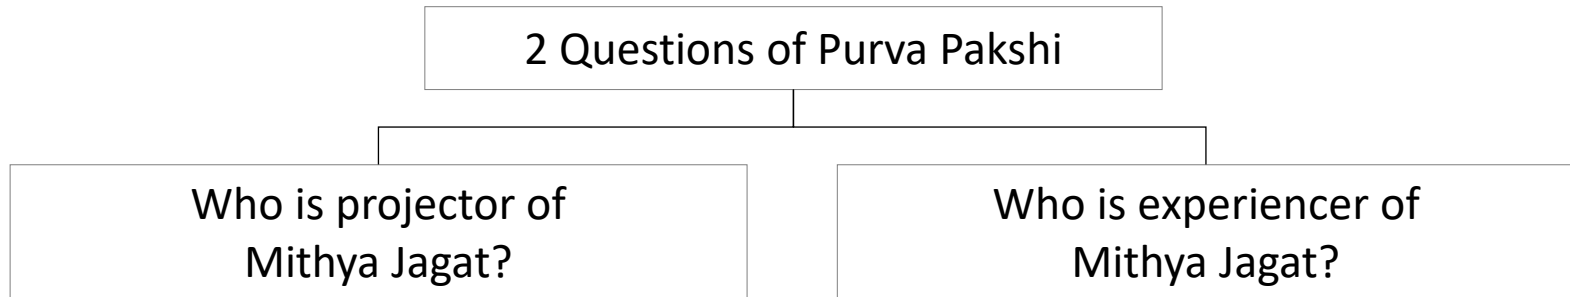 2 Questions of Purva Pakshi
Who is projector of
Mithya Jagat?
Who is experiencer of
Mithya Jagat?